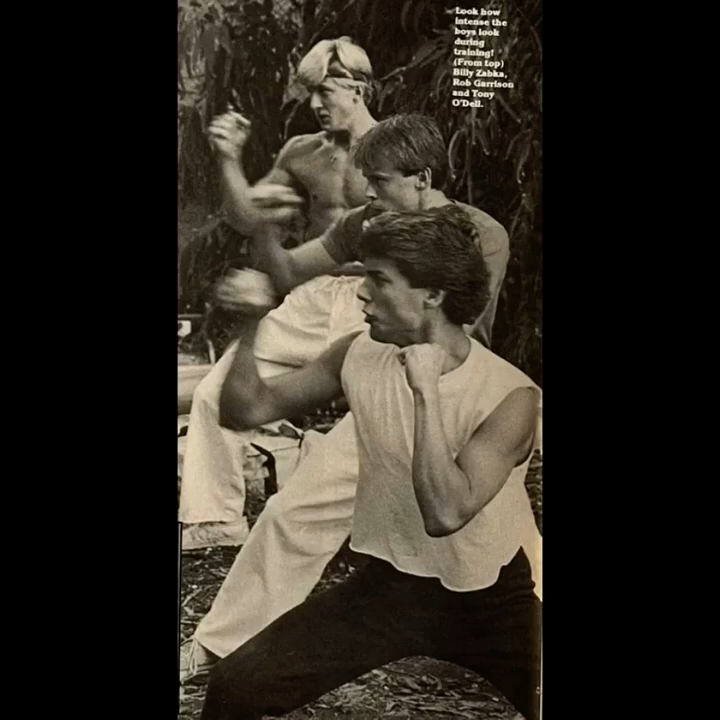 Look how
intense the
boys look
during
training!
(From top)
Billy Zabka,
Rob Garrison
and Tony
O'Dell.